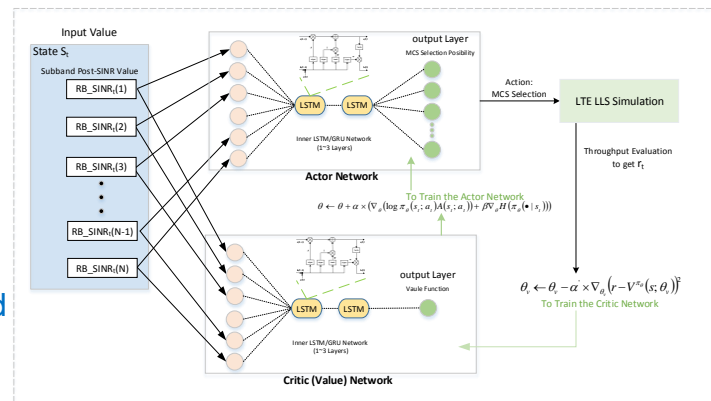 Input Value
State St
Subband Post-SINR Value
RB_SINRt(1)
RB_SINRt(2)
RB_SINRt(3)
RB_SINRt(N-1)
RB_SINRt(N)
output Layer
MCS Selection Posibility
LSTM
LSTM
Inner LSTM/GRU Network
(1~3 Layers)
Actor Network
Action:
MCS Selection
LTE LLS Simulation
Throughput Evaluation
to get rt
To Train the Actor Network
θ ← θ + α × (∇θ (log πθ (st; at) A(st; at)) + β∇θ H(πθ (• | st)))
output Layer
Vaule Function
LSTM
LSTM
Inner LSTM/GRU Network
(1~3 Layers)
Critic (Value) Network
θv ← θv − α' × ∇θv (r − V^πθ (s; θv))²
To Train the Critic Network
d